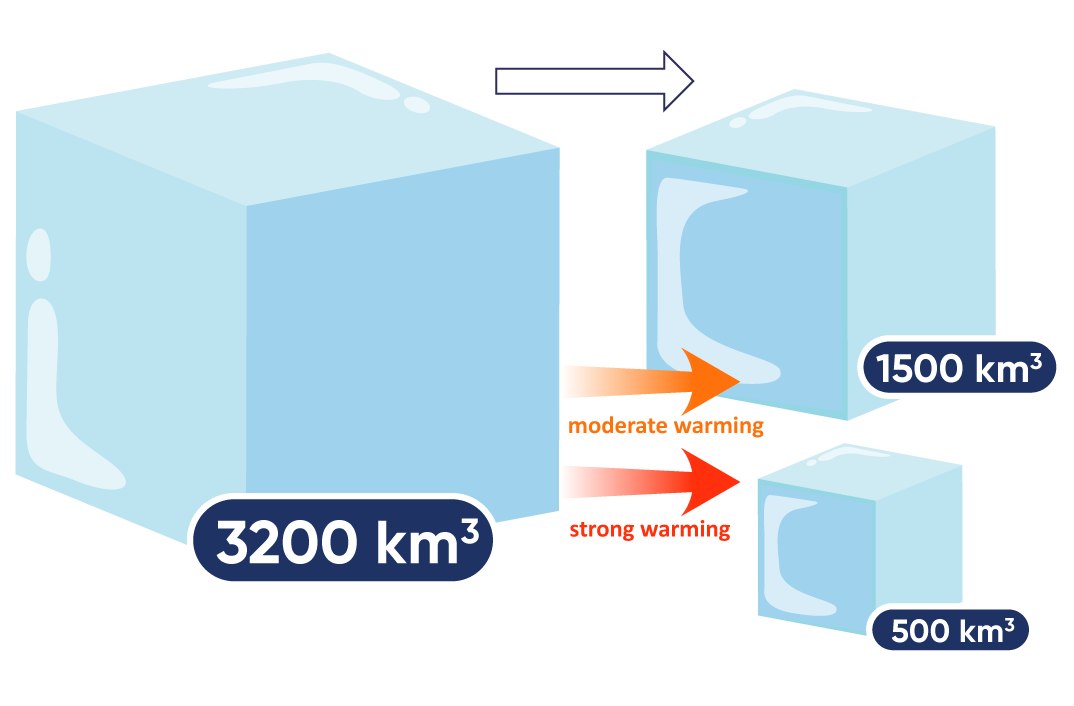 3200 km³
moderate warming
1500 km³
strong warming
500 km³